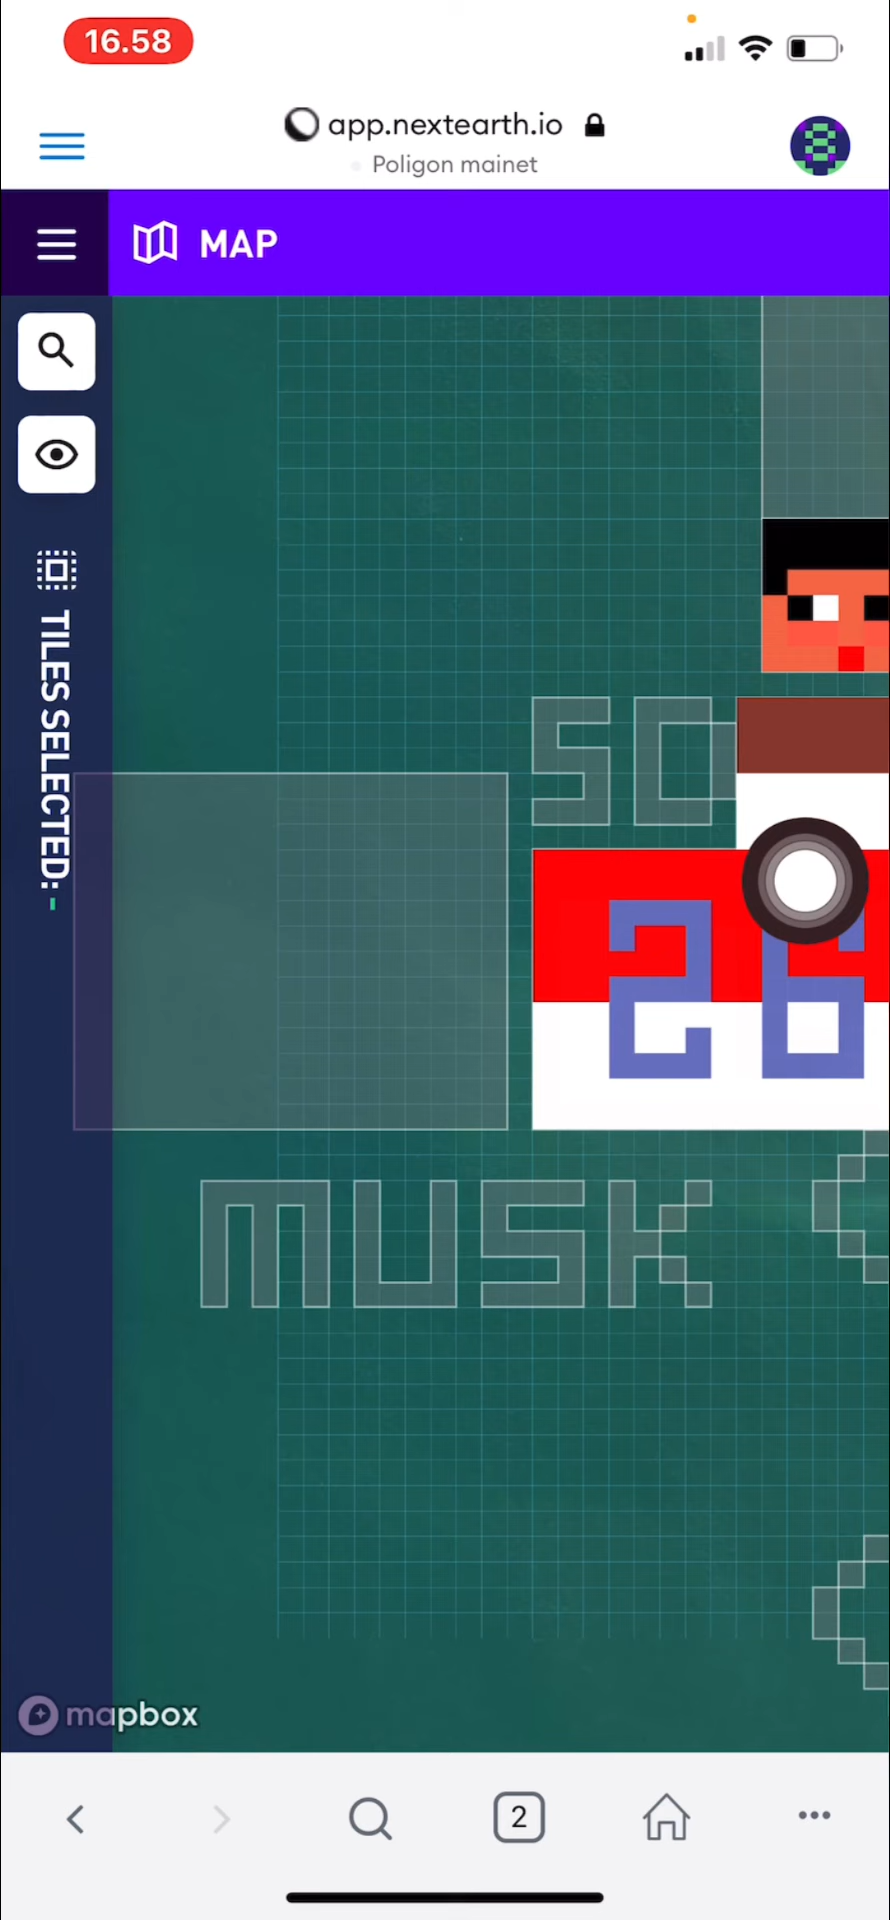 16.58
app.nextearth.io
Poligon mainet
MAP
TILES SELECTED: -
SO
26
MUSK
mapbox
2